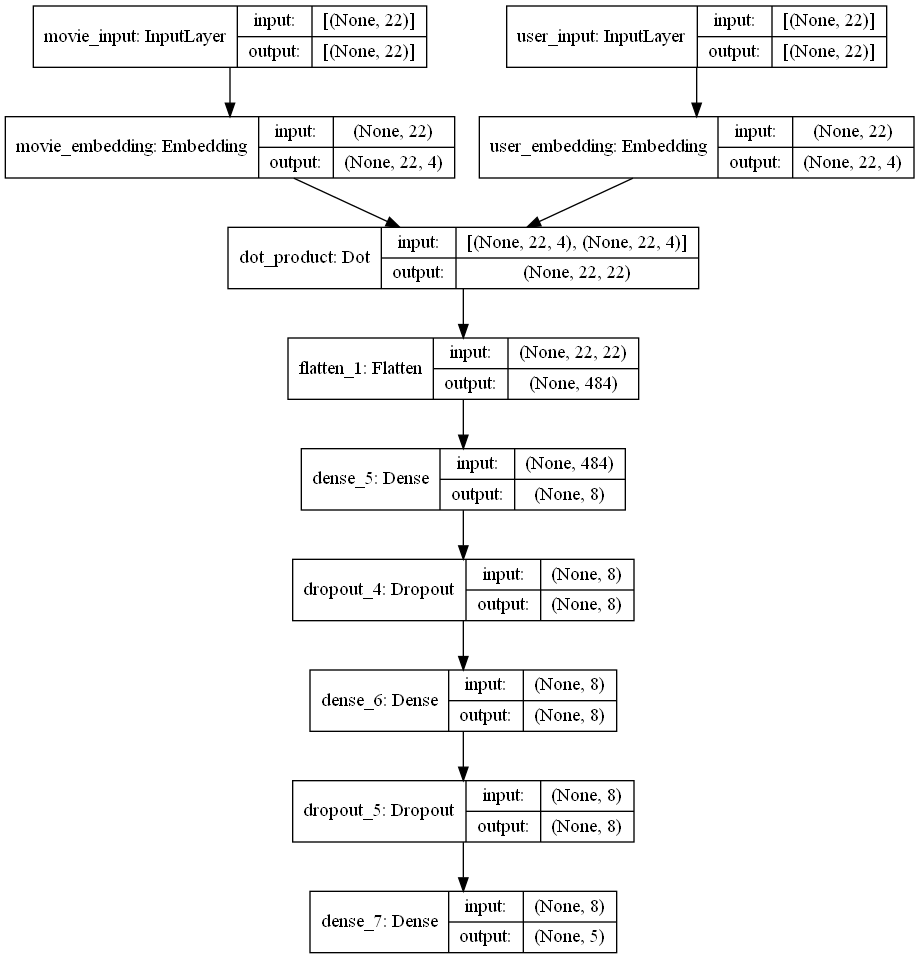 movie_input: InputLayer
input:
[(None, 22)]
output:
[(None, 22)]
user_input: InputLayer
input:
[(None, 22)]
output:
[(None, 22)]
movie_embedding: Embedding
input:
(None, 22)
output:
(None, 22, 4)
user_embedding: Embedding
input:
(None, 22)
output:
(None, 22, 4)
dot_product: Dot
input:
[(None, 22, 4), (None, 22, 4)]
output:
(None, 22, 22)
flatten_1: Flatten
input:
(None, 22, 22)
output:
(None, 484)
dense_5: Dense
input:
(None, 484)
output:
(None, 8)
dropout_4: Dropout
input:
(None, 8)
output:
(None, 8)
dense_6: Dense
input:
(None, 8)
output:
(None, 8)
dropout_5: Dropout
input:
(None, 8)
output:
(None, 8)
dense_7: Dense
input:
(None, 8)
output:
(None, 5)